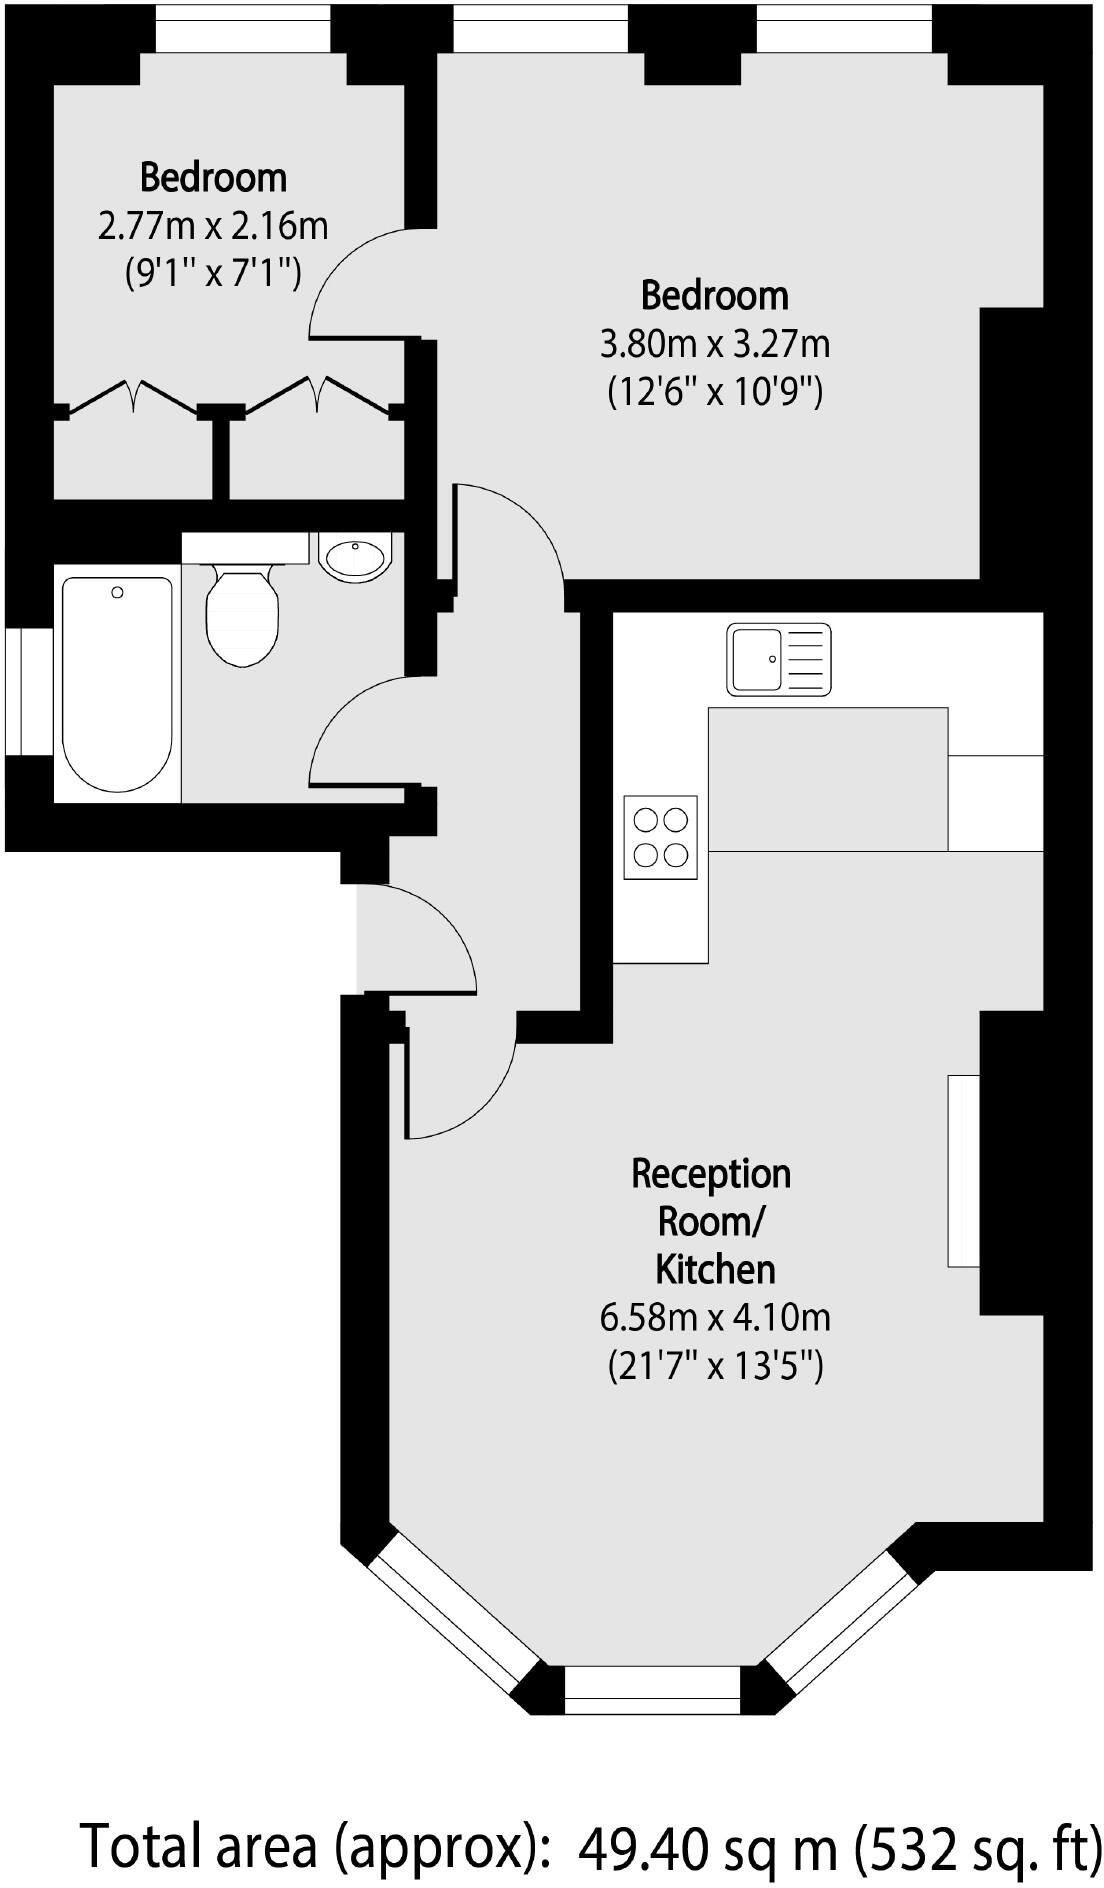 Bedroom
2.77m x 2.16m
(9'1" x 7'1")
Bedroom
3.80m x 3.27m
(12'6" x 10'9")
Reception
Room/
Kitchen
6.58m x 4.10m
(21'7" x 13'5")
Total area (approx): 49.40 sq m (532 sq. ft)